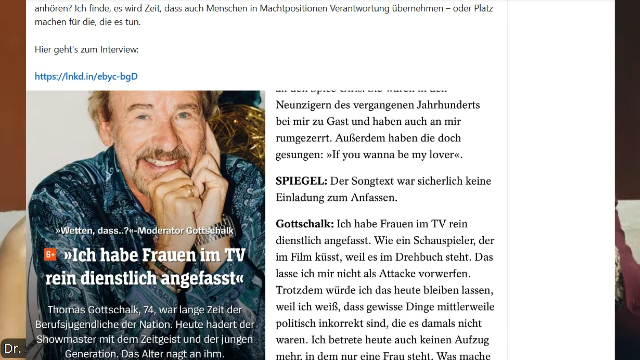 anhören? Ich finde, es wird Zeit, dass auch Menschen in Machtpositionen Verantwortung übernehmen – oder Platz
machen für die, die es tun.
Hier geht's zum Interview:
https://lnkd.in/ebyc-bgD
»Wetten, dass..?«-Moderator Gottschalk
S+ »Ich habe Frauen im TV
rein dienstlich angefasst«
Thomas Gottschalk, 74, war lange Zeit der
Berufsjugendliche der Nation. Heute hadert der
Showmaster mit dem Zeitgeist und der jungen
Generation. Das Alter nagt an ihm.
an den Spice Girls. Sie waren in den
Neunzigern des vergangenen Jahrhunderts
bei mir zu Gast und haben auch an mir
rumgezerrt. Außerdem haben die doch
gesungen: »If you wanna be my lover«.
SPIEGEL: Der Songtext war sicherlich keine
Einladung zum Anfassen.
Gottschalk: Ich habe Frauen im TV rein
dienstlich angefasst. Wie ein Schauspieler, der
im Film küsst, weil es im Drehbuch steht. Das
lasse ich mir nicht als Attacke vorwerfen.
Trotzdem würde ich das heute bleiben lassen,
weil ich weiß, dass gewisse Dinge mittlerweile
politisch inkorrekt sind, die es damals nicht
waren. Ich betrete heute auch keinen Aufzug
mehr, in dem nur eine Frau steht. Was mache
Dr.